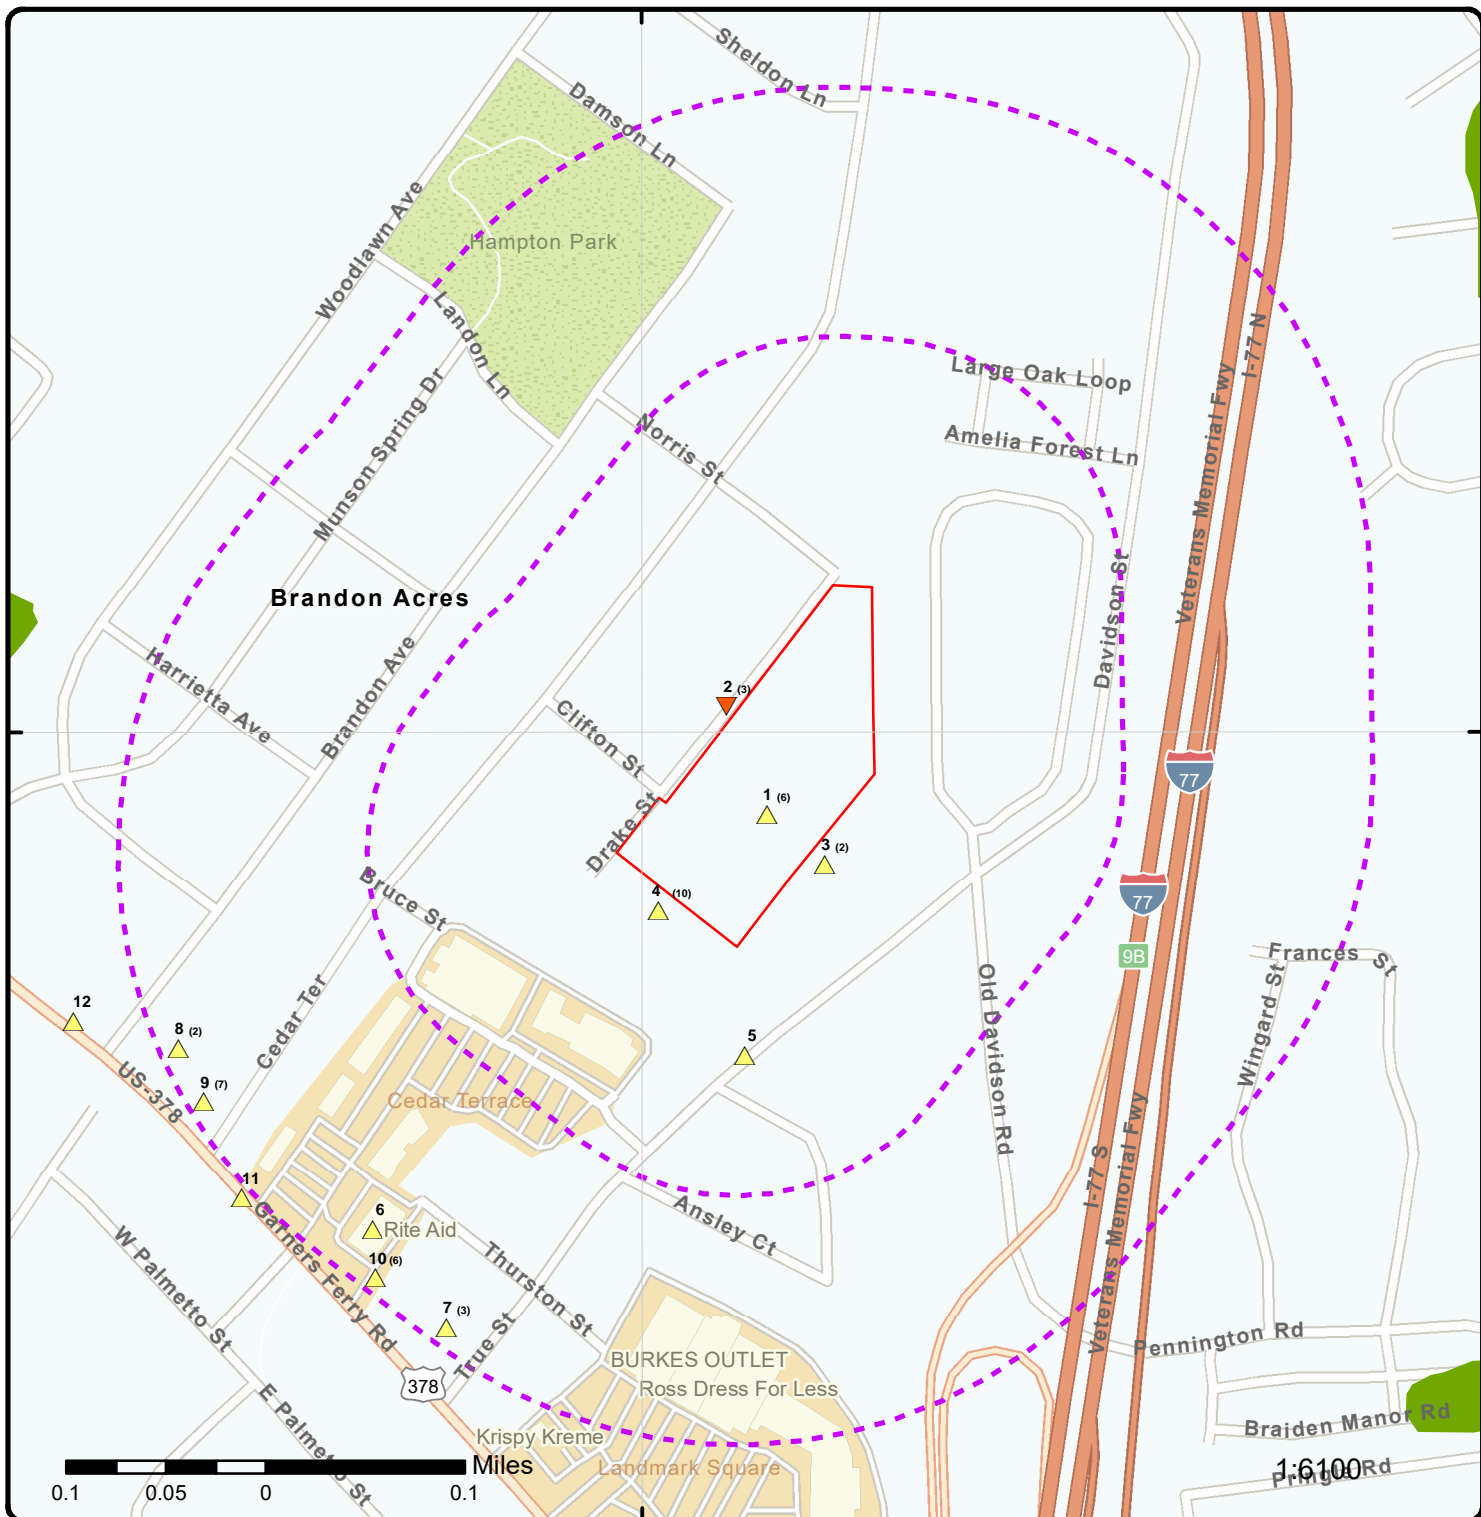 Sheldon Ln
Damson Ln
Woodlawn Ave
Hampton Park
Landon Ln
I-77 N
Large Oak Loop
Munson Spring Dr
Veterans Memorial Fwy
Norris St
Amelia Forest Ln
Brandon Acres
Davidson St
Harrietta Ave
Brandon Ave
2 (3)
Clifton St
77
1 (6)
Drake St
3 (2)
Bruce St
4 (10)
77
9B
Frances St
Old Davidson Rd
Wingard St
12
8 (2)
Cedar Ter
5
US-378
9 (7)
Cedar Terrace
I-77 S
Veterans Memorial Fwy
11
Garners Ferry Rd
6
Rite Aid
Ansley Ct
W Palmetto St
10 (6)
Thurston St
7 (3)
True St
Pennington Rd
BURKES OUTLET
378
Ross Dress For Less
E Palmetto St
Braiden Manor Rd
Krispy Kreme
Landmark Square
Miles
1:6100
Pringle Rd
0.1 0.05 0 0.1